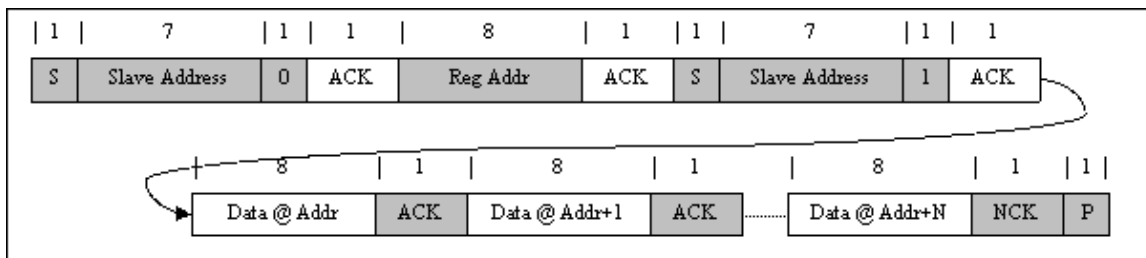 | 1 | 7 | 1 | 1 | 8 | 1 | 1 | 7 | 1 | 1
S Slave Address 0 ACK Reg Addr ACK S Slave Address 1 ACK
| 8 | 1 | 8 | 1 | 8 | 1 | 1 |
Data @ Addr ACK Data @ Addr+1 ACK .......... Data @ Addr+N NCK P